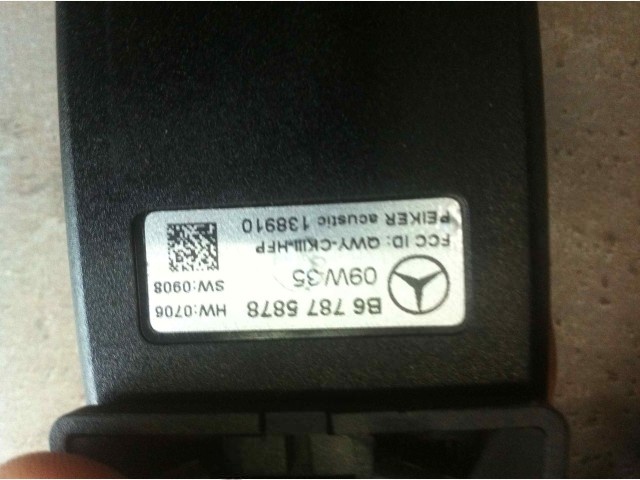 B6 787 5878
HW:0706
09W35
SW:0908
FCC ID: QWY-CKIII-HFP
PEIKER acustic 138910